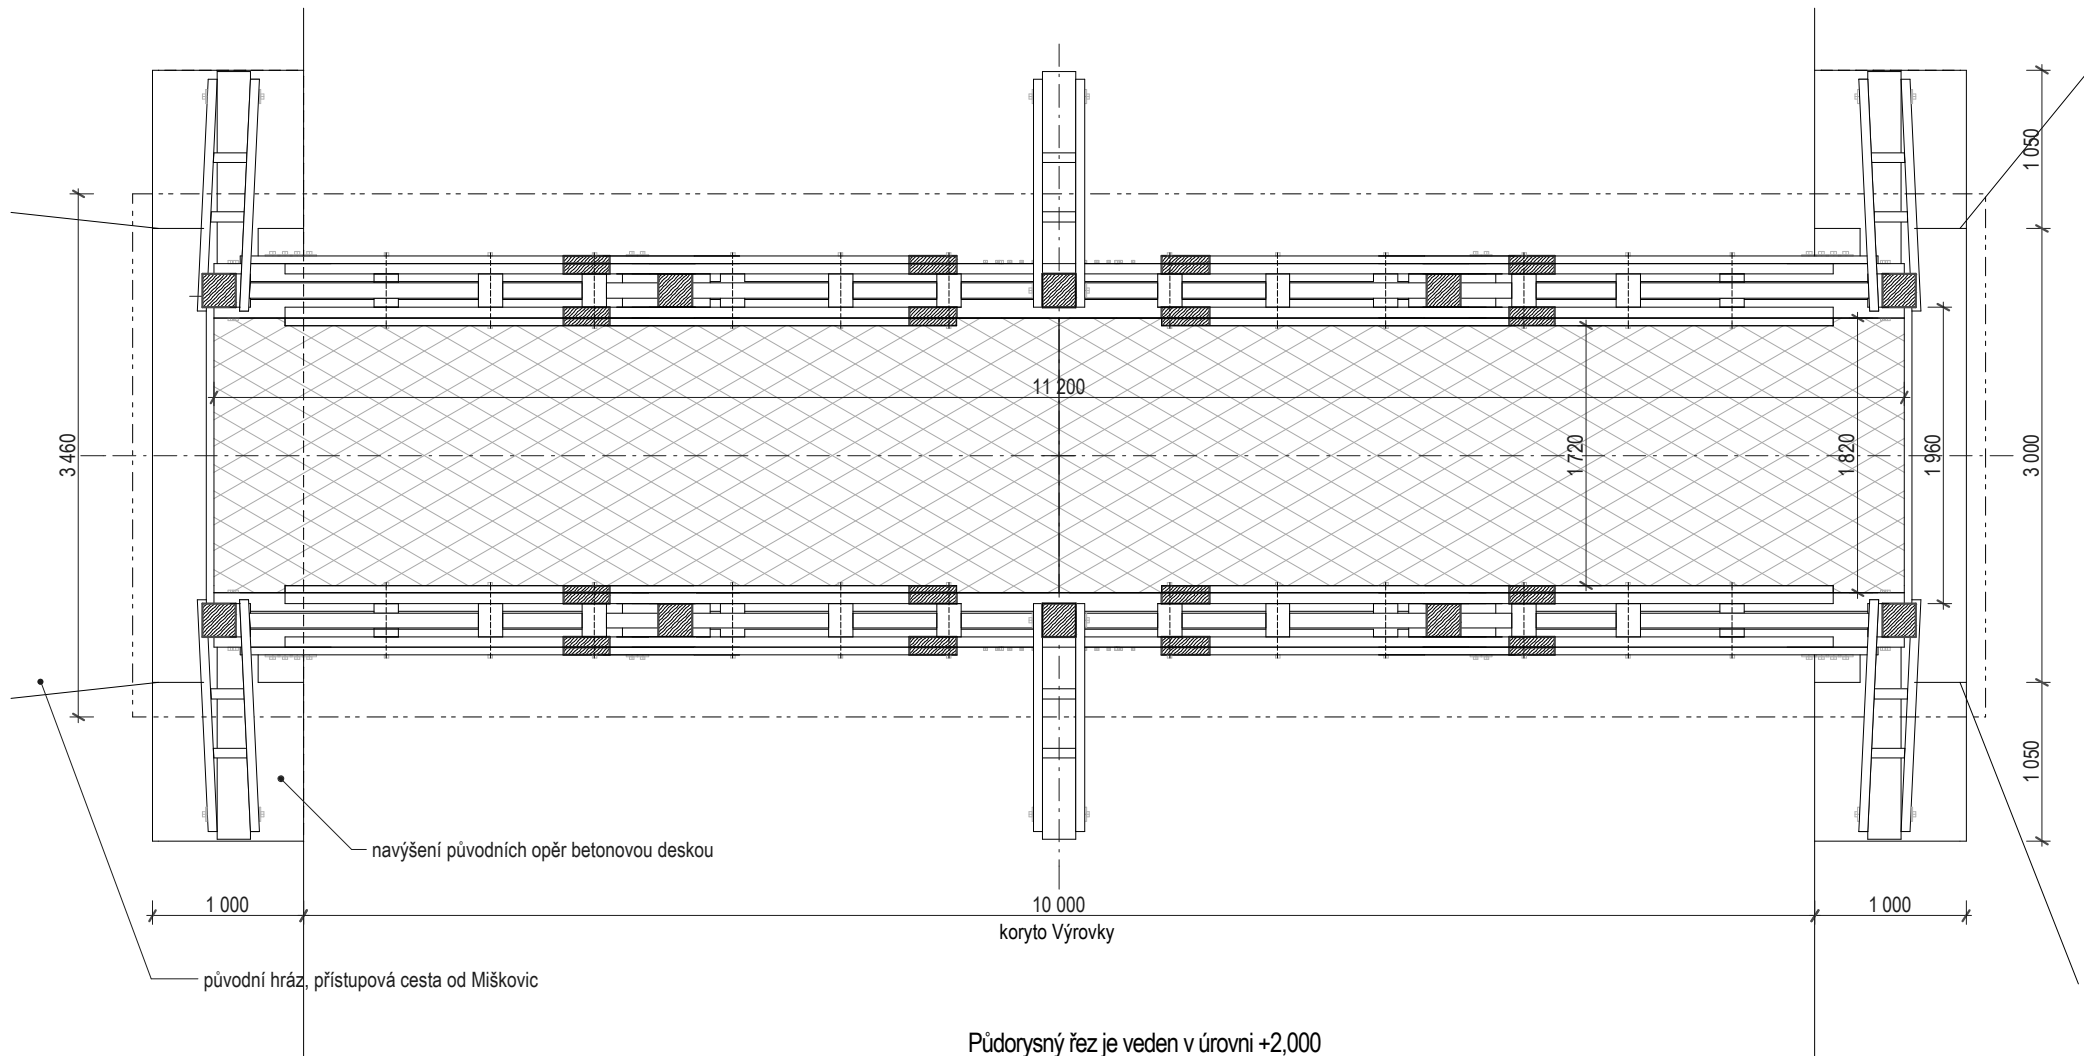 1 050
11 200
3 460
1 720
1 820
1 960
3 000
1 050
navýšení původních opěr betonovou deskou
1 000
10 000
1 000
koryto Výrovky
původní hráz, přístupová cesta od Miškovic
Půdorysný řez je veden v úrovni +2,000